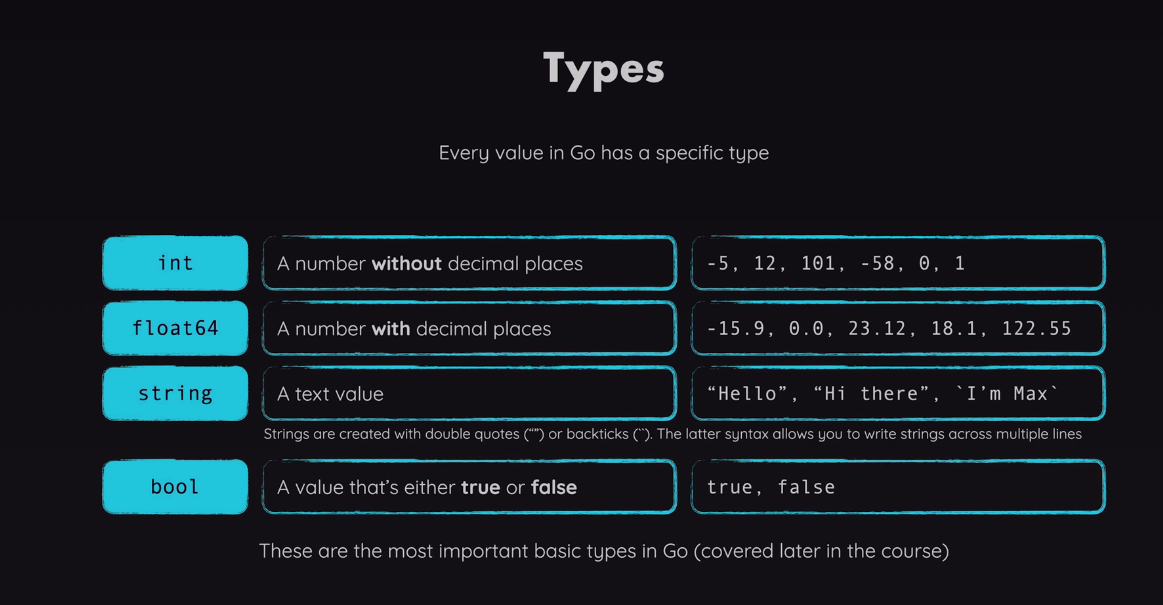 Types
Every value in Go has a specific type
int A number without decimal places -5, 12, 101, -58, 0, 1
float64 A number with decimal places -15.9, 0.0, 23.12, 18.1, 122.55
string A text value “Hello”, “Hi there”, `I’m Max`
Strings are created with double quotes (“”) or backticks (``). The latter syntax allows you to write strings across multiple lines
bool A value that’s either true or false true, false
These are the most important basic types in Go (covered later in the course)